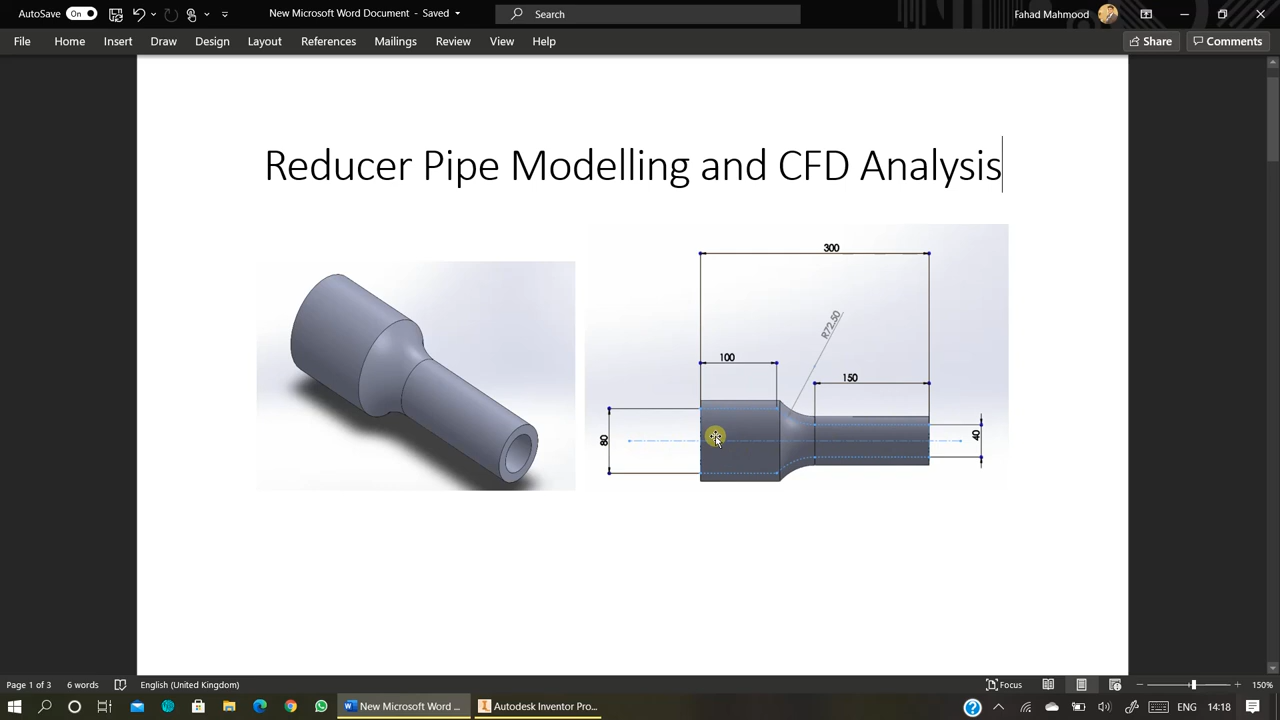 AutoSave On New Microsoft Word Document - Saved Search Fahad Mahmood
File Home Insert Draw Design Layout References Mailings Review View Help Share Comments
Reducer Pipe Modelling and CFD Analysis
300
R72.50
100
150
80
40
Page 1 of 3 6 words English (United Kingdom) Focus 150%
New Microsoft Word ... Autodesk Inventor Pro... ENG 14:18